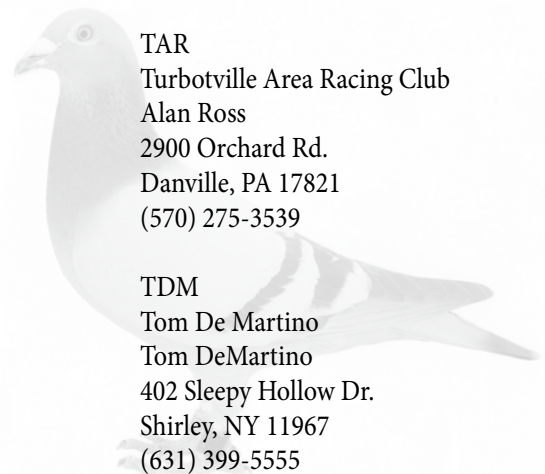 TAR
Turbotville Area Racing Club
Alan Ross
2900 Orchard Rd.
Danville, PA 17821
(570) 275-3539
TDM
Tom De Martino
Tom DeMartino
402 Sleepy Hollow Dr.
Shirley, NY 11967
(631) 399-5555